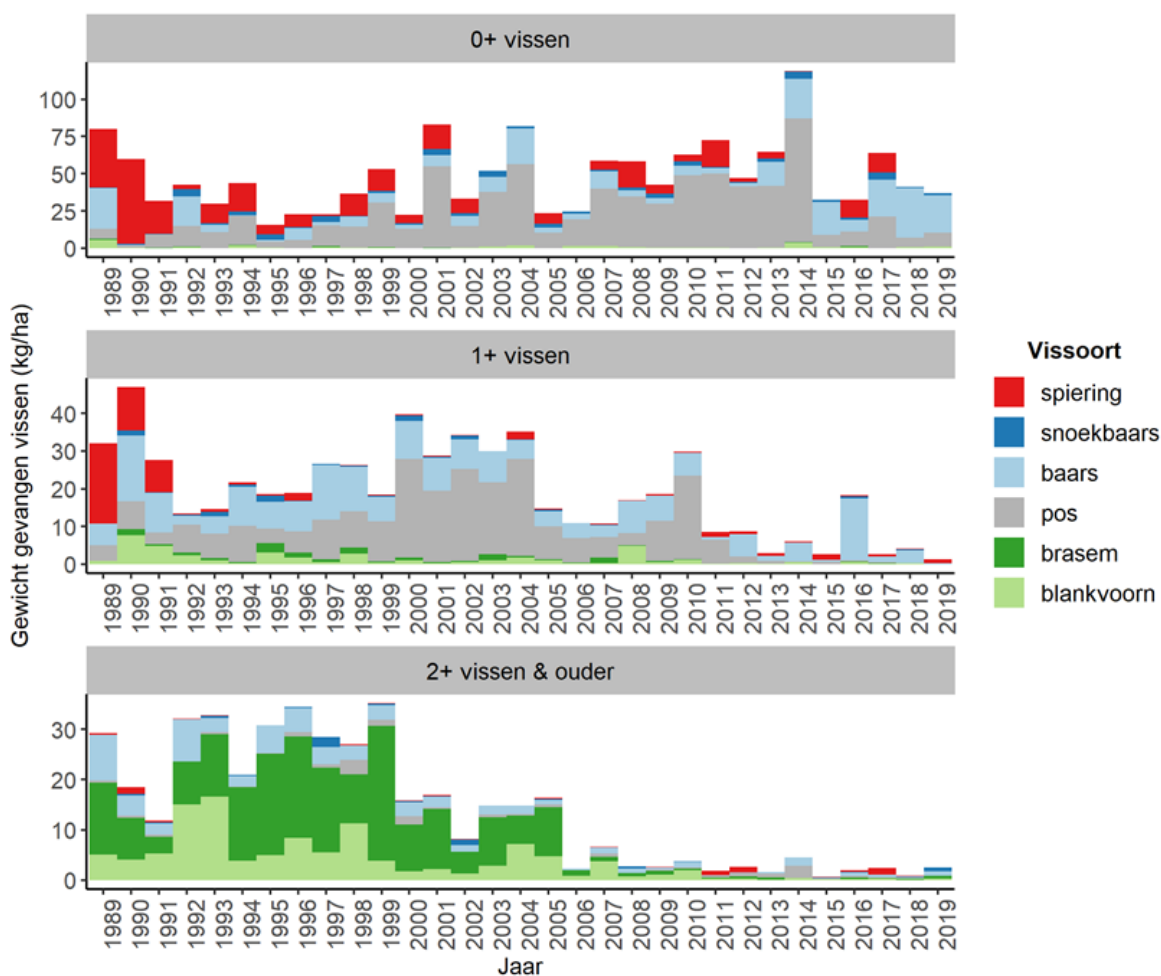 0+ vissen
100
75
50
25
0
1989 1990 1991 1992 1993 1994 1995 1996 1997 1998 1999 2000 2001 2002 2003 2004 2005 2006 2007 2008 2009 2010 2011 2012 2013 2014 2015 2016 2017 2018 2019
1+ vissen
40
30
20
10
0
1989 1990 1991 1992 1993 1994 1995 1996 1997 1998 1999 2000 2001 2002 2003 2004 2005 2006 2007 2008 2009 2010 2011 2012 2013 2014 2015 2016 2017 2018 2019
2+ vissen & ouder
30
20
10
0
1989 1990 1991 1992 1993 1994 1995 1996 1997 1998 1999 2000 2001 2002 2003 2004 2005 2006 2007 2008 2009 2010 2011 2012 2013 2014 2015 2016 2017 2018 2019
Jaar
Gewicht gevangen vissen (kg/ha)
Vissoort
spiering
snoekbaars
baars
pos
brasem
blankvoorn